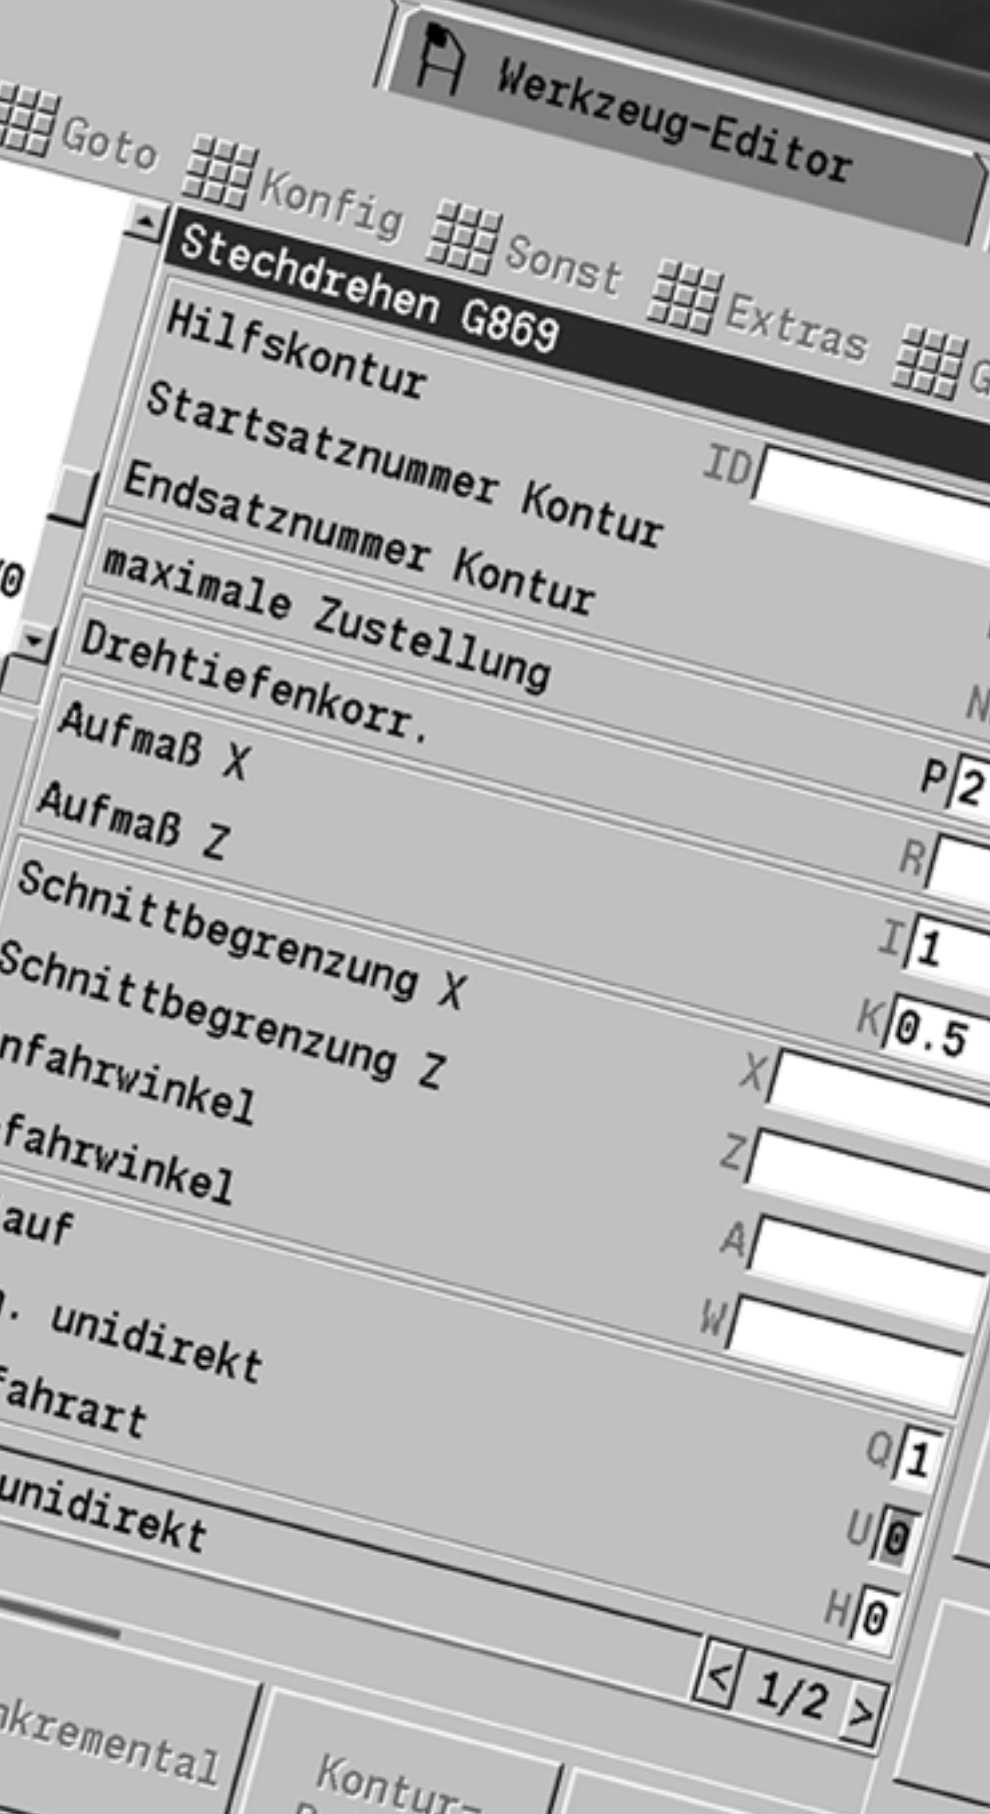 Werkzeug-Editor
Goto Konfig Sonst Extras G
Stechdrehen G869
Hilfskontur ID
Startsatznummer Kontur
Endsatznummer Kontur N
maximale Zustellung P 2
Drehtiefenkorr. R
Aufmaß X I 1
Aufmaß Z K 0.5
Schnittbegrenzung X X
Schnittbegrenzung Z Z
nfahrwinkel A
fahrwinkel W
auf Q 1
. unidirekt U 0
fahrart H 0
unidirekt
< 1/2 >
nkremental Kontur-